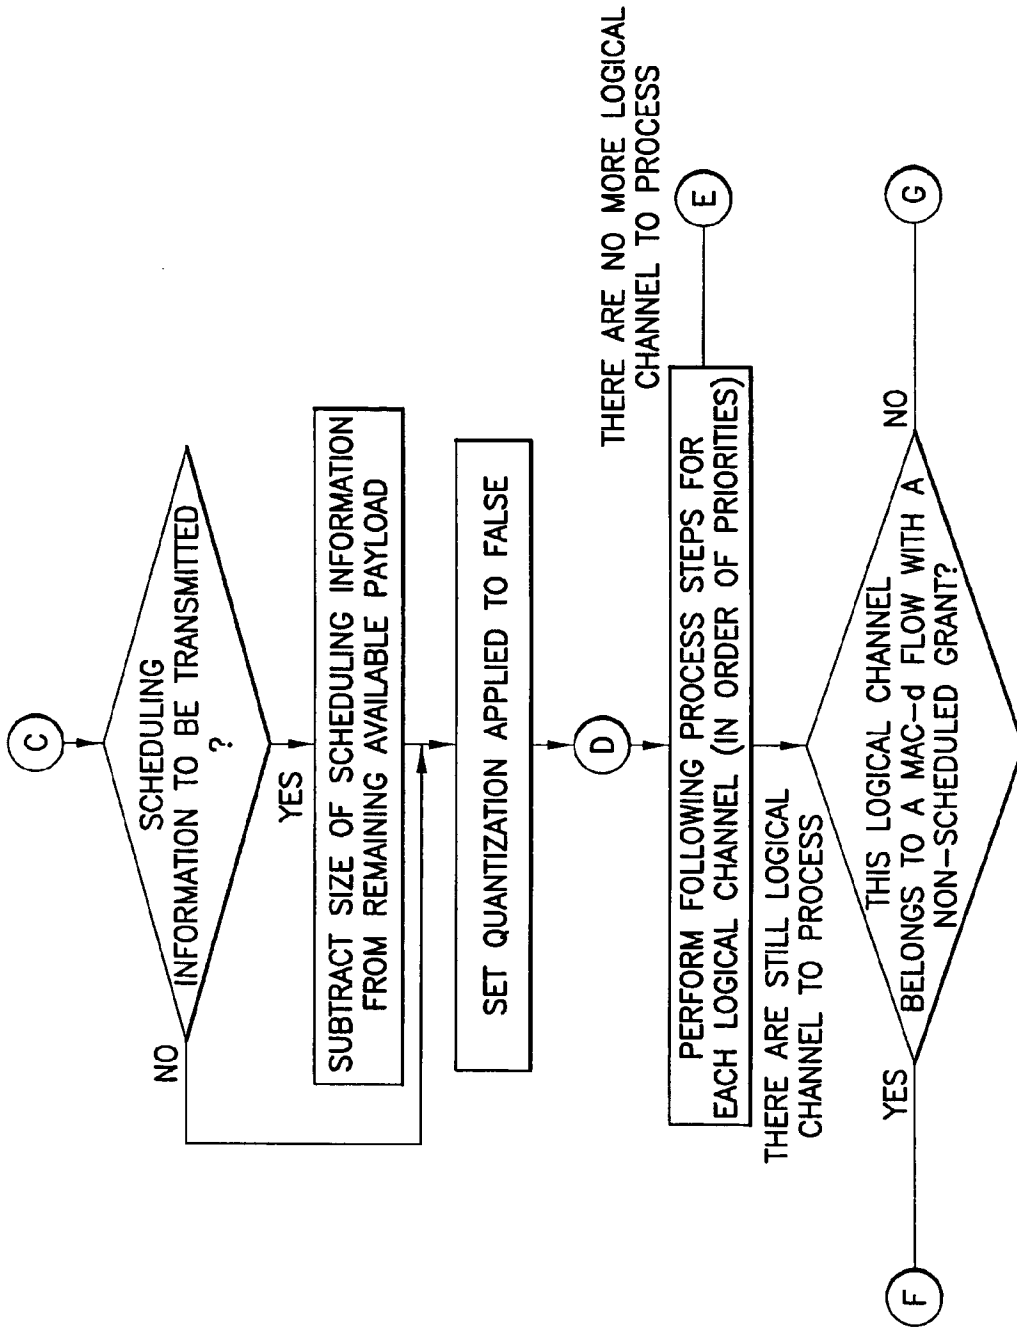 C
SCHEDULING
INFORMATION TO BE TRANSMITTED
?
NO
YES
SUBTRACT SIZE OF SCHEDULING INFORMATION
FROM REMAINING AVAILABLE PAYLOAD
SET QUANTIZATION APPLIED TO FALSE
D
THERE ARE NO MORE LOGICAL
CHANNEL TO PROCESS
PERFORM FOLLOWING PROCESS STEPS FOR
EACH LOGICAL CHANNEL (IN ORDER OF PRIORITIES)
E
THERE ARE STILL LOGICAL
CHANNEL TO PROCESS
THIS LOGICAL CHANNEL
BELONGS TO A MAC-d FLOW WITH A
NON-SCHEDULED GRANT?
YES
NO
F
G